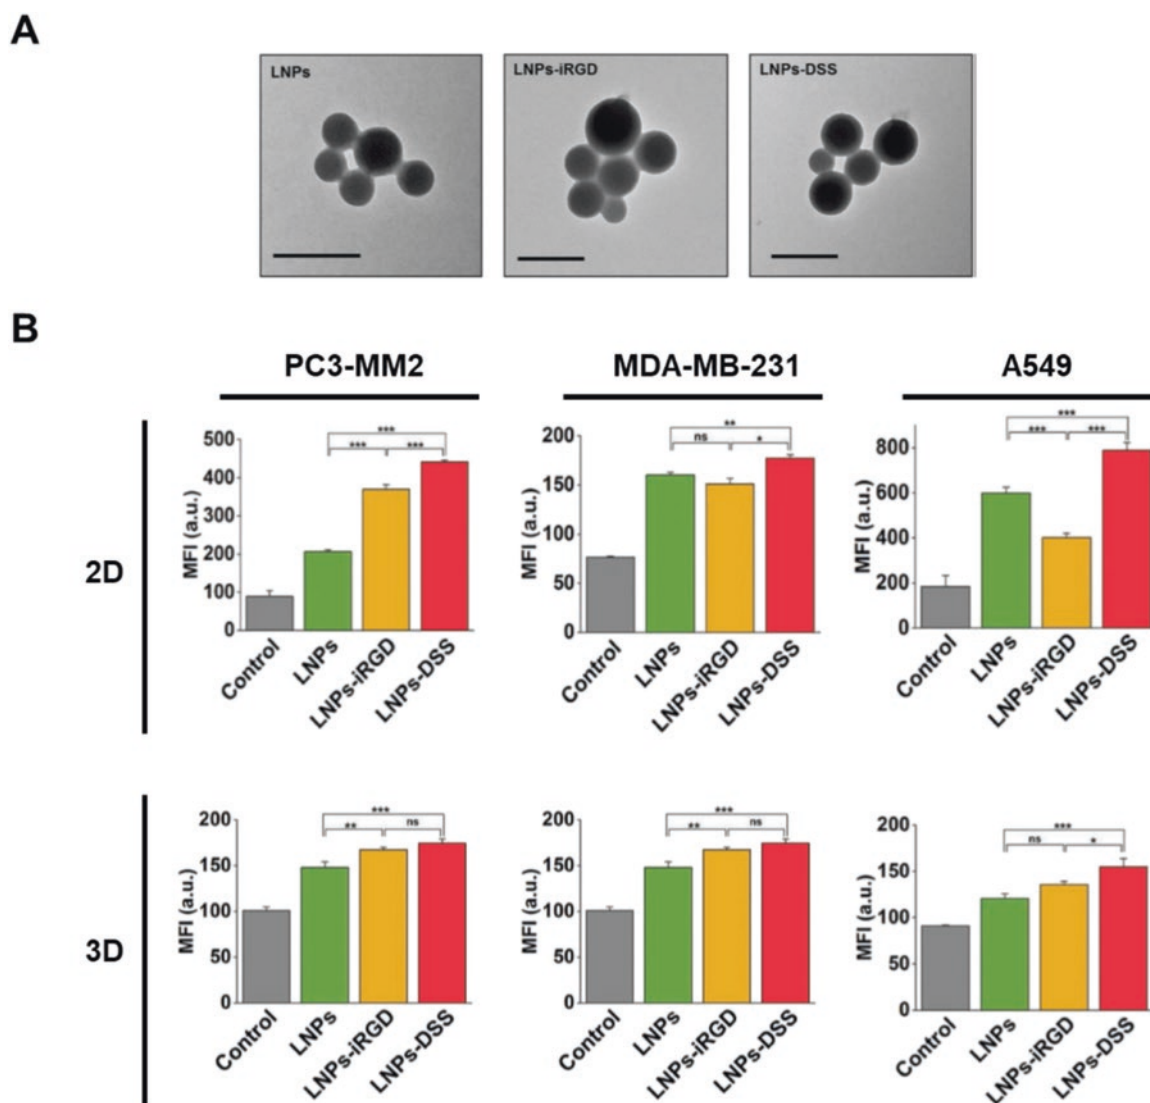 A
LNPs
LNPs-iRGD
LNPs-DSS
B
PC3-MM2
MDA-MB-231
A549
2D
MFI (a.u.)
500
400
300
200
100
0
***
***
***
Control
LNPs
LNPs-iRGD
LNPs-DSS
MFI (a.u.)
200
150
100
50
0
**
ns
*
Control
LNPs
LNPs-iRGD
LNPs-DSS
MFI (a.u.)
800
600
400
200
0
***
***
***
Control
LNPs
LNPs-iRGD
LNPs-DSS
3D
MFI (a.u.)
200
150
100
50
0
***
**
ns
Control
LNPs
LNPs-iRGD
LNPs-DSS
MFI (a.u.)
200
150
100
50
0
***
**
ns
Control
LNPs
LNPs-iRGD
LNPs-DSS
MFI (a.u.)
200
150
100
50
0
***
ns
*
Control
LNPs
LNPs-iRGD
LNPs-DSS